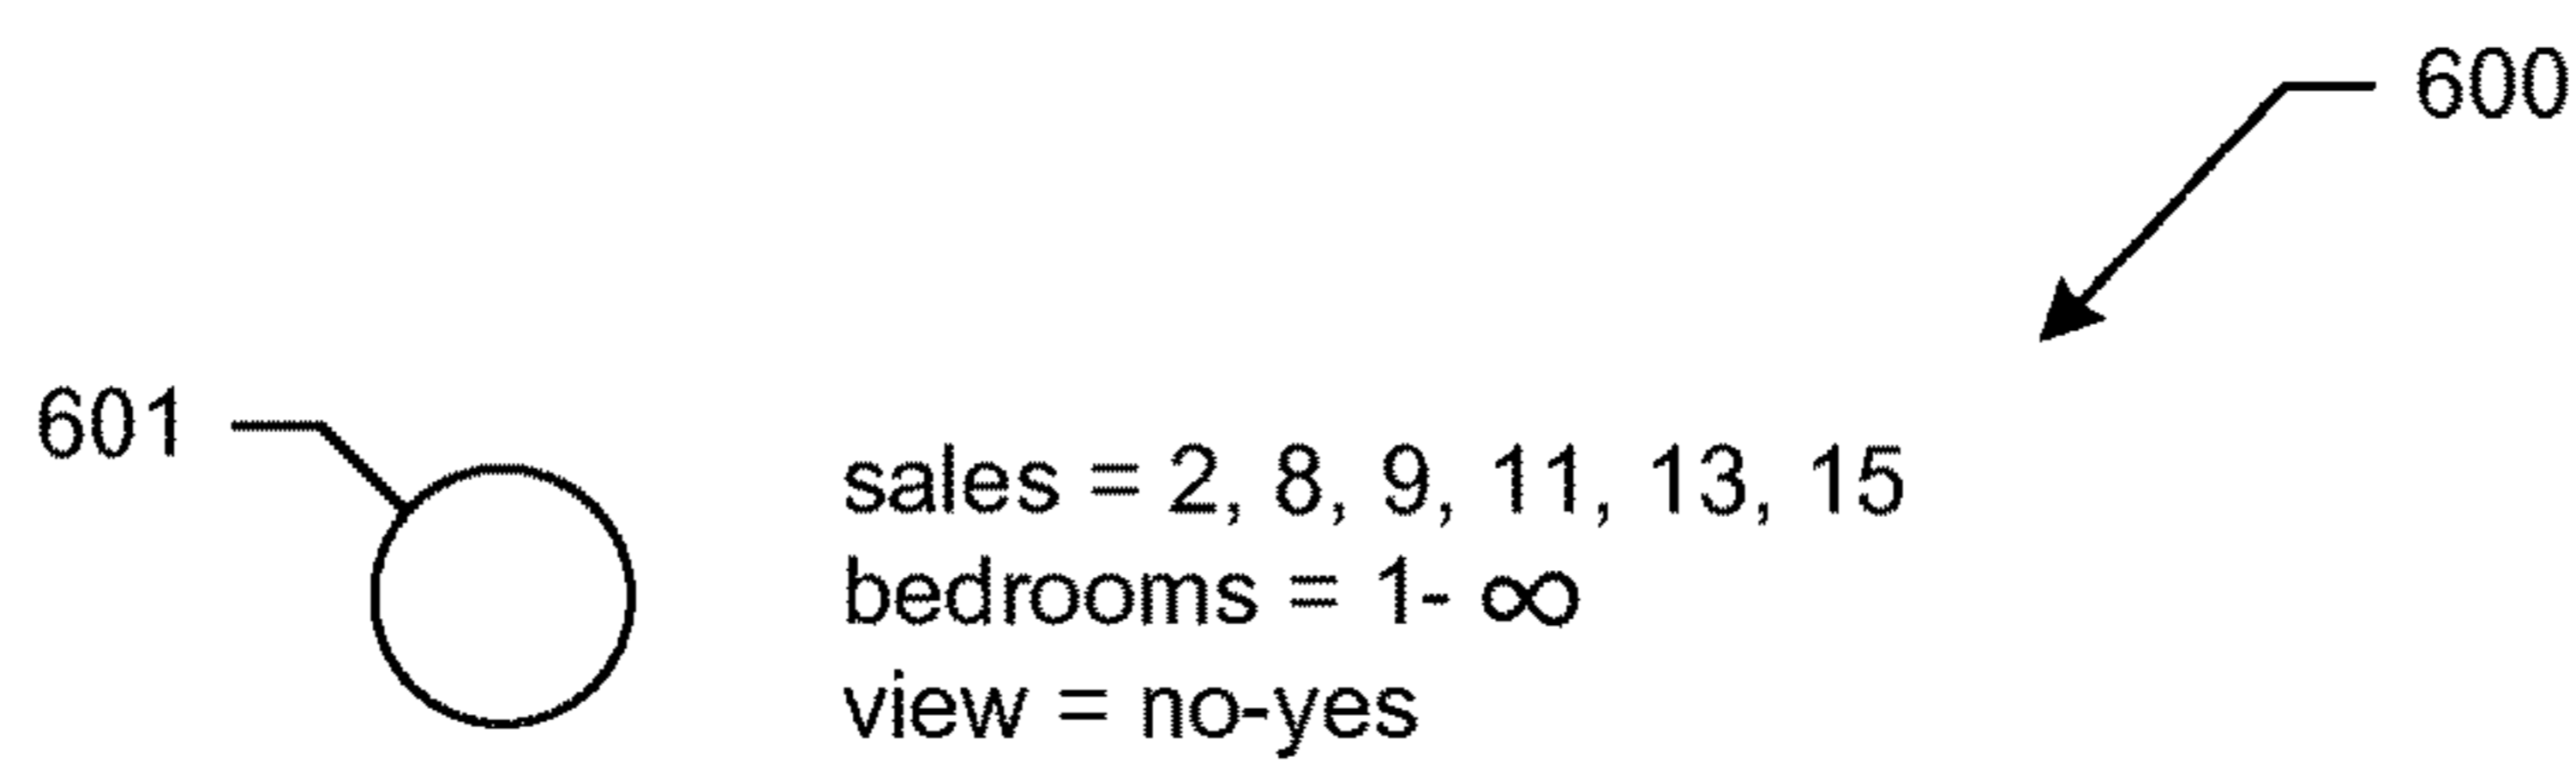 600
601
sales = 2, 8, 9, 11, 13, 15
bedrooms = 1- ∞
view = no-yes